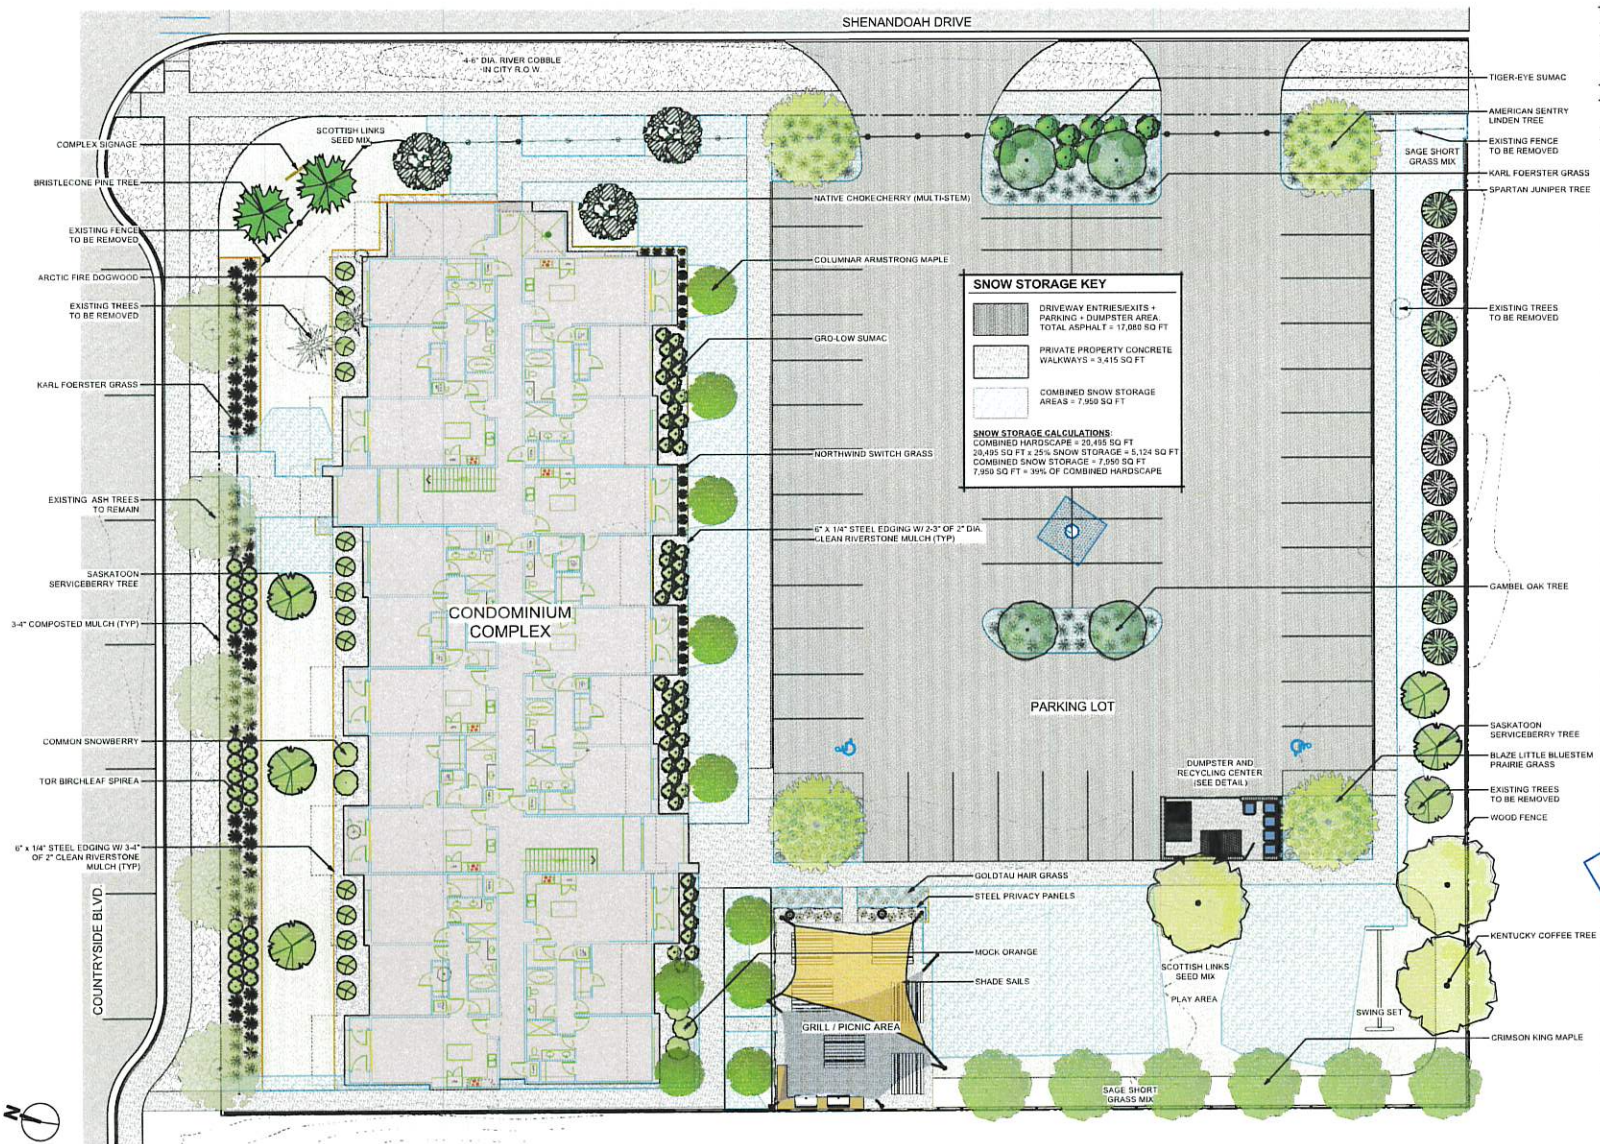 SHENANDOAH DRIVE
4-6" DIA. RIVER COBBLE
IN CITY R.O.W.
TIGER-EYE SUMAC
AMERICAN SENTRY
LINDEN TREE
EXISTING FENCE
TO BE REMOVED
SAGE SHORT
GRASS MIX
KARL FOERSTER GRASS
SPARTAN JUNIPER TREE
SCOTTISH LINKS
SEED MIX
COMPLEX SIGNAGE
BRISTLECONE PINE TREE
EXISTING FENCE
TO BE REMOVED
ARCTIC FIRE DOGWOOD
EXISTING TREES
TO BE REMOVED
KARL FOERSTER GRASS
EXISTING ASH TREES
TO REMAIN
SASKATOON
SERVICEBERRY TREE
3-4" COMPOSTED MULCH (TYP)
COMMON SNOWBERRY
TOR BIRCHLEAF SPIREA
6" x 1/4" STEEL EDGING W/ 3-4"
OF 2" CLEAN RIVERSTONE
MULCH (TYP)
COUNTRYSIDE BLVD.
N
CONDOMINIUM
COMPLEX
NATIVE CHOKECHERRY (MULTI-STEM)
COLUMNAR ARMSTRONG MAPLE
GRO-LOW SUMAC
NORTHWIND SWITCH GRASS
6" X 1/4" STEEL EDGING W/ 2-3" OF 2" DIA.
CLEAN RIVERSTONE MULCH (TYP)
SNOW STORAGE KEY
DRIVEWAY ENTRIES/EXITS +
PARKING + DUMPSTER AREA.
TOTAL ASPHALT = 17,080 SQ FT
PRIVATE PROPERTY CONCRETE
WALKWAYS = 3,415 SQ FT
COMBINED SNOW STORAGE
AREAS = 7,950 SQ FT
SNOW STORAGE CALCULATIONS:
COMBINED HARDSCAPE = 20,495 SQ FT
20,495 SQ FT x 25% SNOW STORAGE = 5,124 SQ FT
COMBINED SNOW STORAGE = 7,950 SQ FT
7,950 SQ FT = 39% OF COMBINED HARDSCAPE
EXISTING TREES
TO BE REMOVED
GAMBEL OAK TREE
PARKING LOT
DUMPSTER AND
RECYCLING CENTER
(SEE DETAIL)
SASKATOON
SERVICEBERRY TREE
BLAZE LITTLE BLUESTEM
PRAIRIE GRASS
EXISTING TREES
TO BE REMOVED
WOOD FENCE
GOLDTAU HAIR GRASS
STEEL PRIVACY PANELS
MOCK ORANGE
SHADE SAILS
GRILL / PICNIC AREA
SCOTTISH LINKS
SEED MIX
PLAY AREA
SWING SET
KENTUCKY COFFEE TREE
CRIMSON KING MAPLE
SAGE SHORT
GRASS MIX